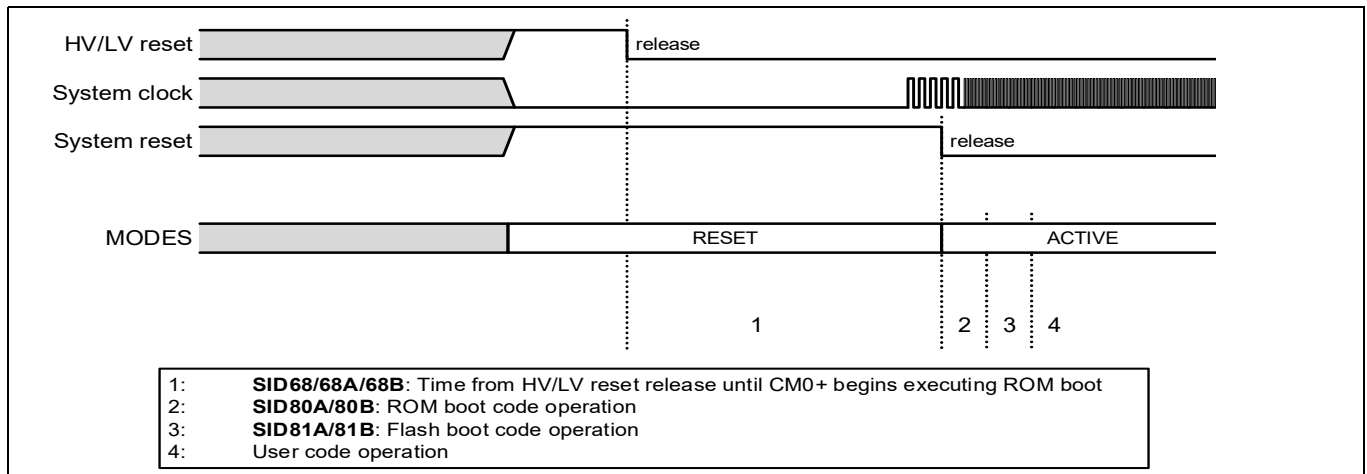 HV/LV reset
release
System clock
System reset
release
MODES
RESET
ACTIVE
1
2
3
4
1: SID68/68A/68B: Time from HV/LV reset release until CM0+ begins executing ROM boot
2: SID80A/80B: ROM boot code operation
3: SID81A/81B: Flash boot code operation
4: User code operation